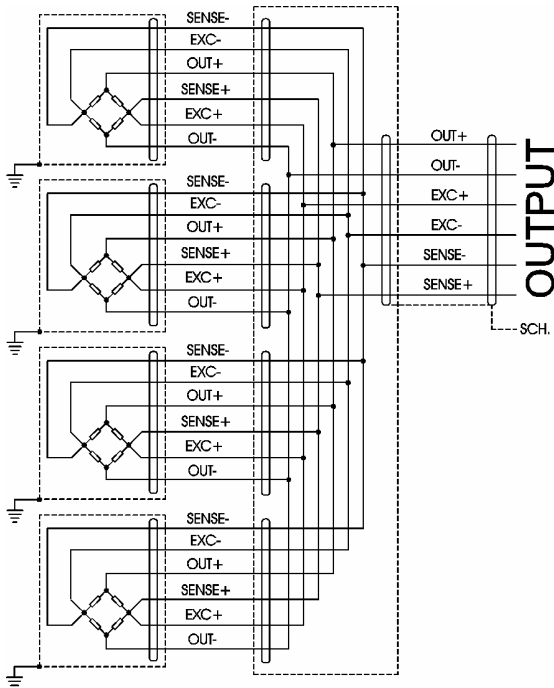 SENSE-
EXC-
OUT+
SENSE+
EXC+
OUT-
SENSE-
EXC-
OUT+
SENSE+
EXC+
OUT-
SENSE-
EXC-
OUT+
SENSE+
EXC+
OUT-
SENSE-
EXC-
OUT+
SENSE+
EXC+
OUT-
OUT+
OUT-
EXC+
EXC-
SENSE-
SENSE+
OUTPUT
SCH.